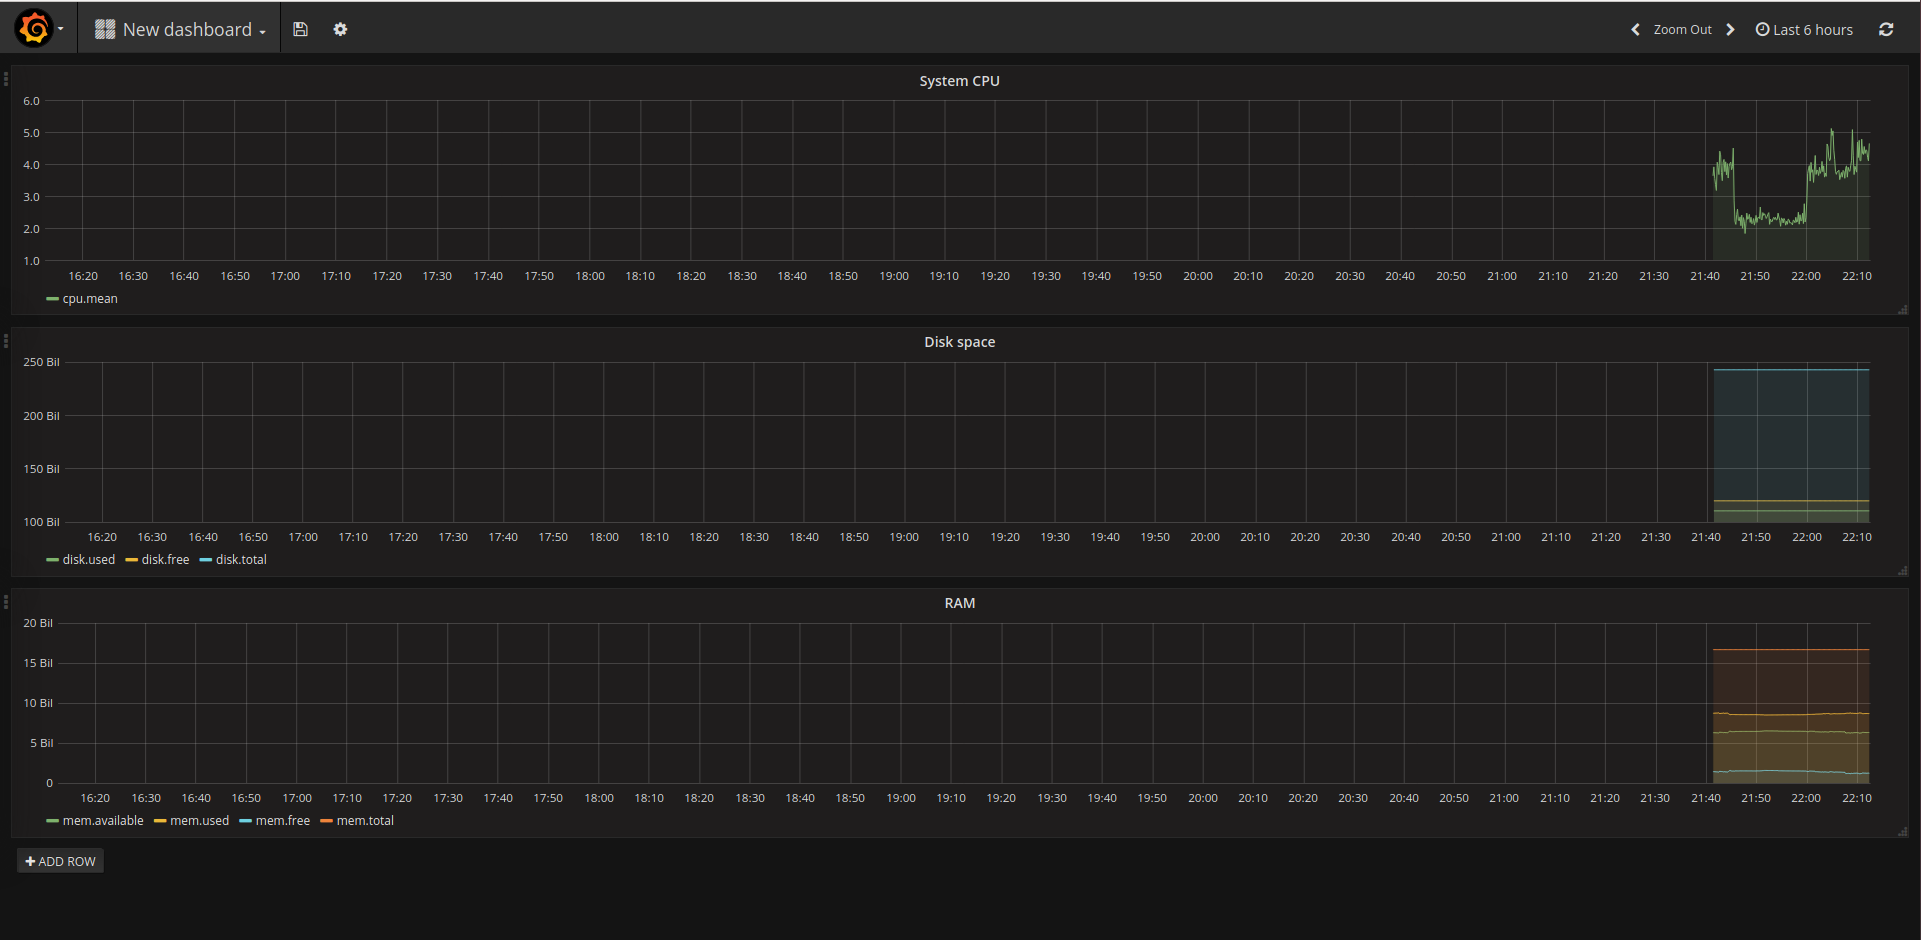 New dashboard
Zoom Out Last 6 hours
System CPU
6.0
5.0
4.0
3.0
2.0
1.0
16:20 16:30 16:40 16:50 17:00 17:10 17:20 17:30 17:40 17:50 18:00 18:10 18:20 18:30 18:40 18:50 19:00 19:10 19:20 19:30 19:40 19:50 20:00 20:10 20:20 20:30 20:40 20:50 21:00 21:10 21:20 21:30 21:40 21:50 22:00 22:10
cpu.mean
Disk space
250 Bil
200 Bil
150 Bil
100 Bil
16:20 16:30 16:40 16:50 17:00 17:10 17:20 17:30 17:40 17:50 18:00 18:10 18:20 18:30 18:40 18:50 19:00 19:10 19:20 19:30 19:40 19:50 20:00 20:10 20:20 20:30 20:40 20:50 21:00 21:10 21:20 21:30 21:40 21:50 22:00 22:10
disk.used disk.free disk.total
RAM
20 Bil
15 Bil
10 Bil
5 Bil
0
16:20 16:30 16:40 16:50 17:00 17:10 17:20 17:30 17:40 17:50 18:00 18:10 18:20 18:30 18:40 18:50 19:00 19:10 19:20 19:30 19:40 19:50 20:00 20:10 20:20 20:30 20:40 20:50 21:00 21:10 21:20 21:30 21:40 21:50 22:00 22:10
mem.available mem.used mem.free mem.total
ADD ROW